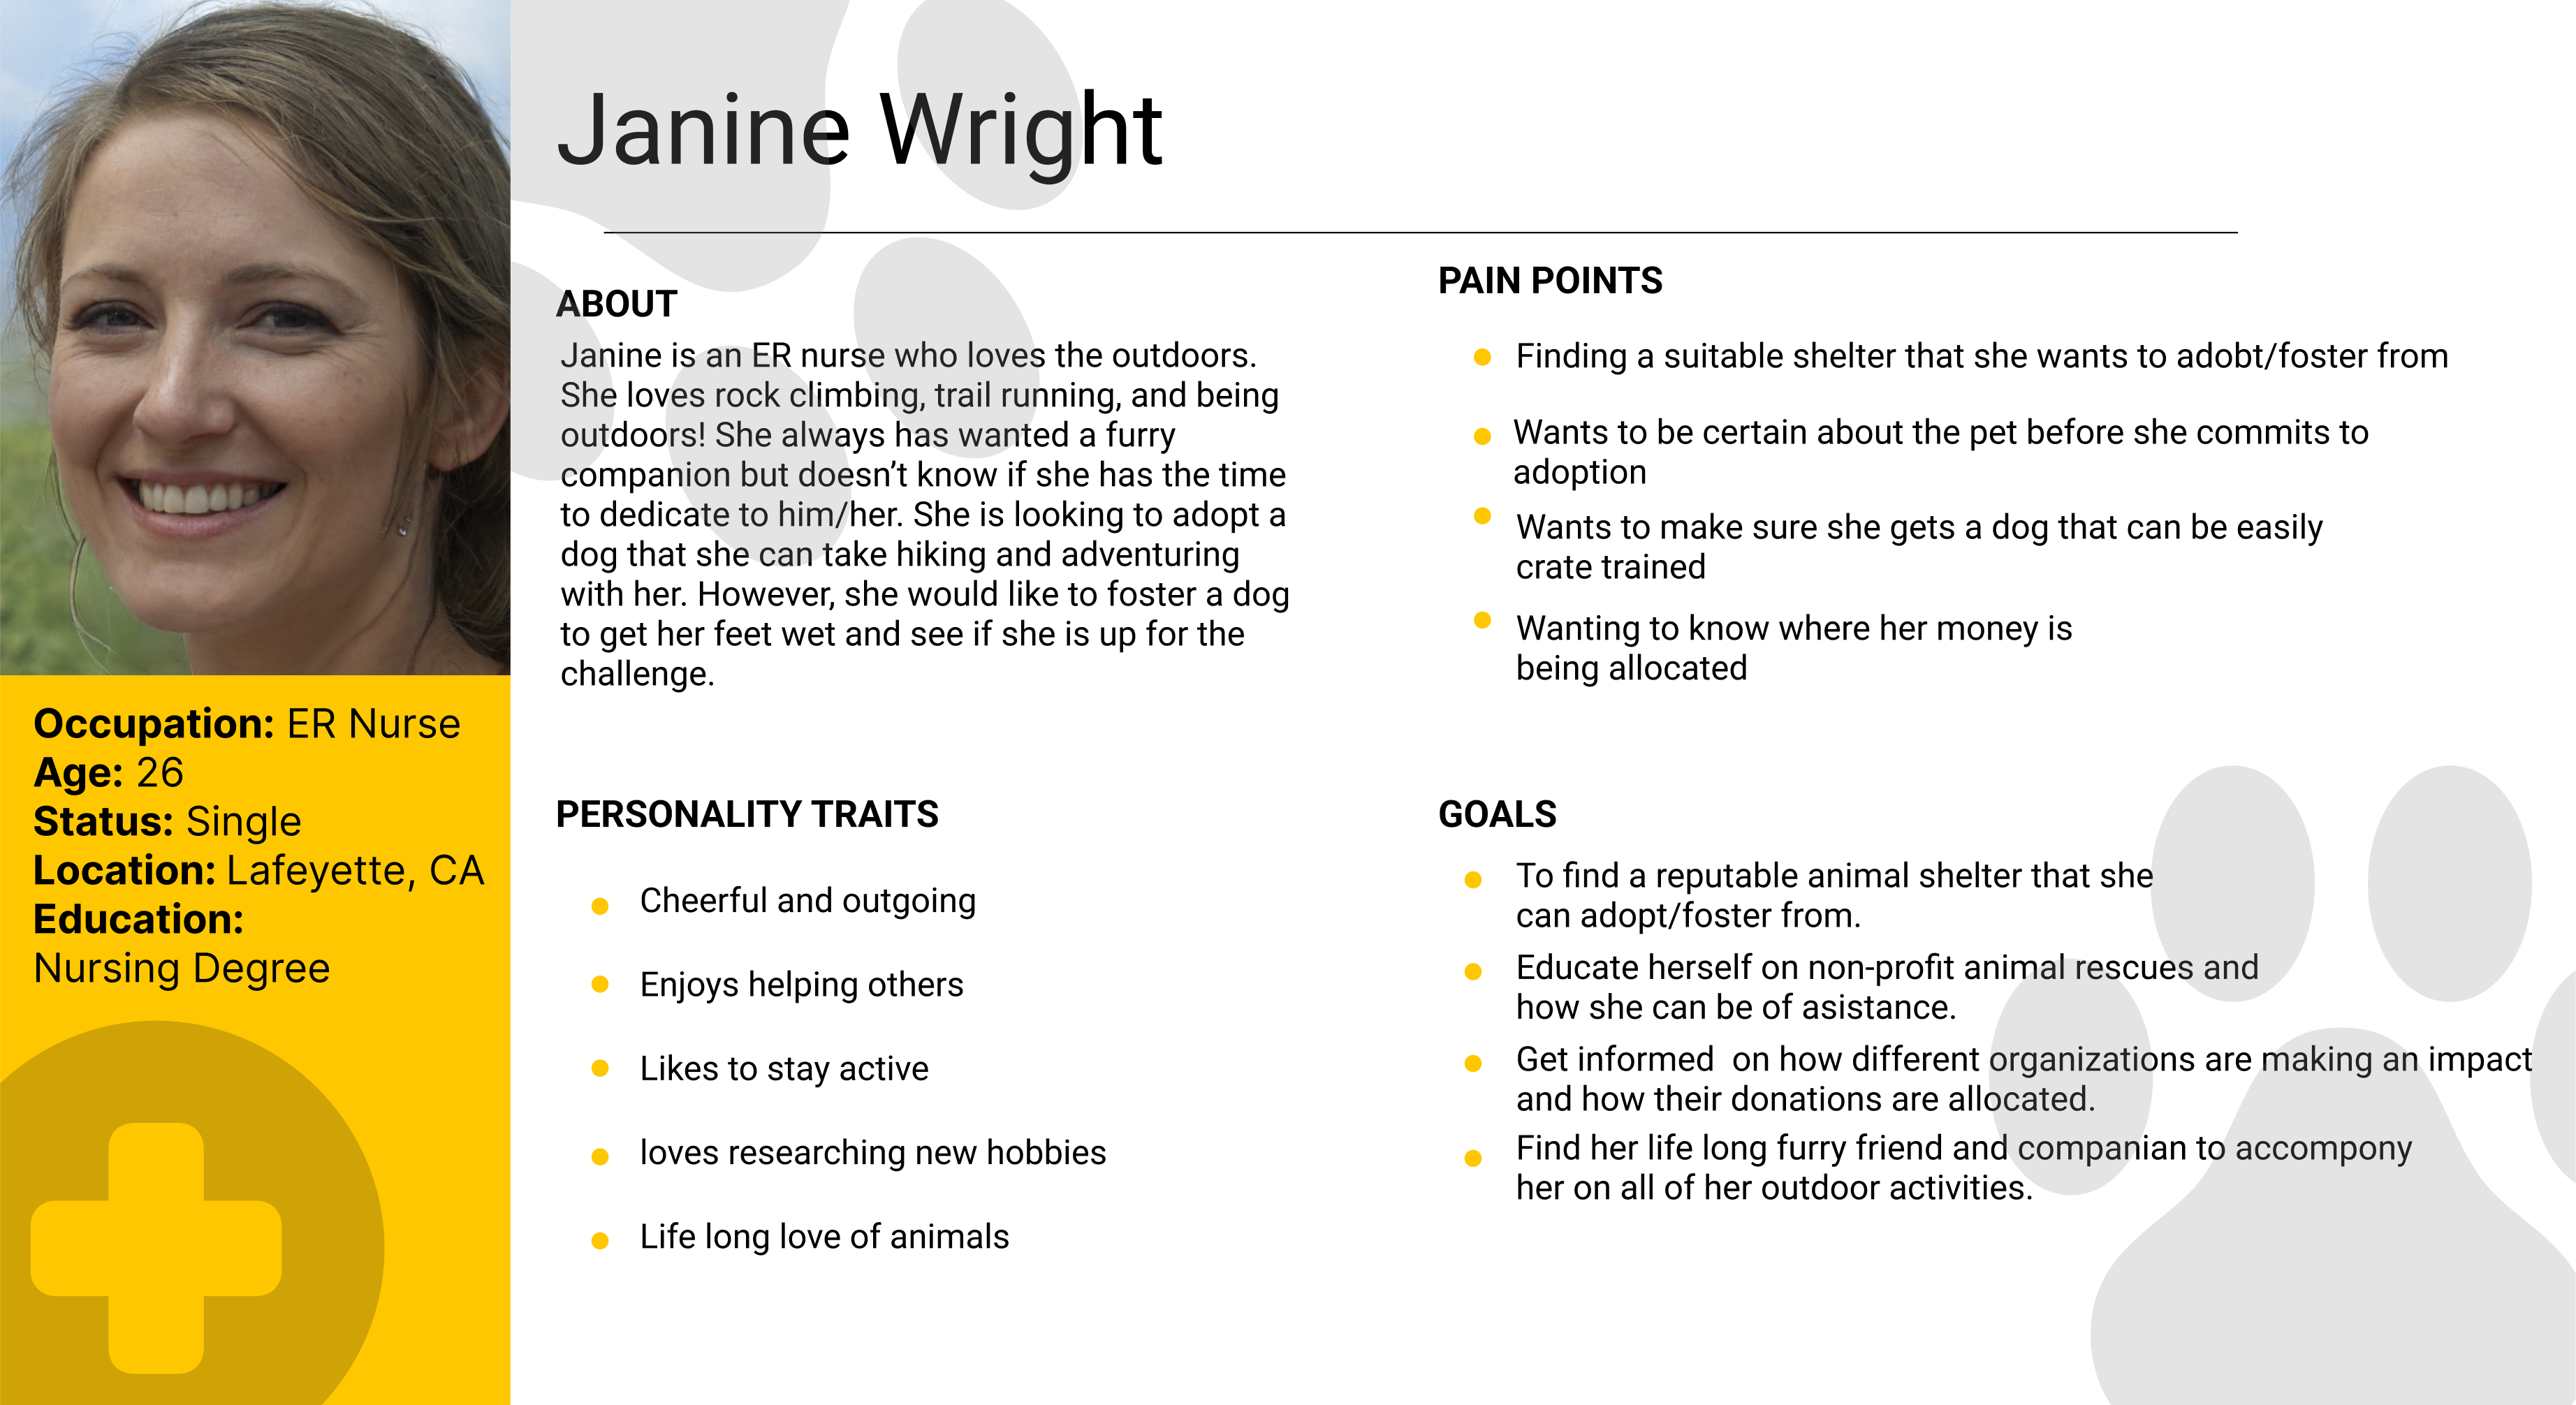 Janine Wright
ABOUT
Janine is an ER nurse who loves the outdoors.
She loves rock climbing, trail running, and being
outdoors! She always has wanted a furry
companion but doesn’t know if she has the time
to dedicate to him/her. She is looking to adopt a
dog that she can take hiking and adventuring
with her. However, she would like to foster a dog
to get her feet wet and see if she is up for the
challenge.
PAIN POINTS
Finding a suitable shelter that she wants to adobt/foster from
Wants to be certain about the pet before she commits to
adoption
Wants to make sure she gets a dog that can be easily
crate trained
Wanting to know where her money is
being allocated
Occupation: ER Nurse
Age: 26
Status: Single
Location: Lafeyette, CA
Education:
Nursing Degree
PERSONALITY TRAITS
Cheerful and outgoing
Enjoys helping others
Likes to stay active
loves researching new hobbies
Life long love of animals
GOALS
To find a reputable animal shelter that she
can adopt/foster from.
Educate herself on non-profit animal rescues and
how she can be of asistance.
Get informed  on how different organizations are making an impact
and how their donations are allocated.
Find her life long furry friend and companian to accompony
her on all of her outdoor activities.